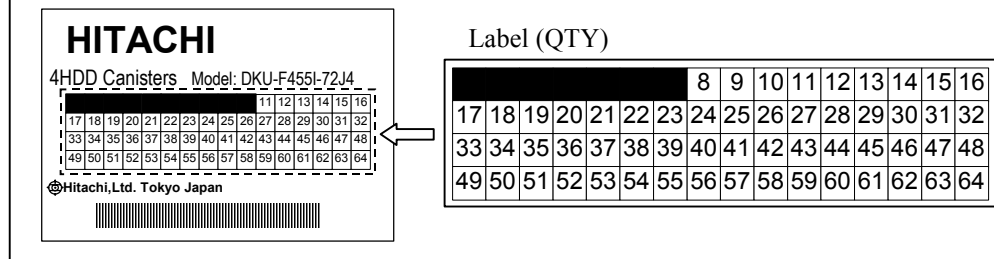 HITACHI
4HDD Canisters Model: DKU-F455I-72J4
11 12 13 14 15 16
17 18 19 20 21 22 23 24 25 26 27 28 29 30 31 32
33 34 35 36 37 38 39 40 41 42 43 44 45 46 47 48
49 50 51 52 53 54 55 56 57 58 59 60 61 62 63 64
Hitachi,Ltd. Tokyo Japan
Label (QTY)
8 9 10 11 12 13 14 15 16
17 18 19 20 21 22 23 24 25 26 27 28 29 30 31 32
33 34 35 36 37 38 39 40 41 42 43 44 45 46 47 48
49 50 51 52 53 54 55 56 57 58 59 60 61 62 63 64